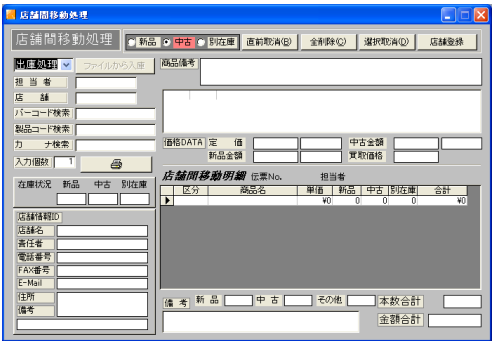 店舗間移動処理
店舗間移動処理 新品 中古 別在庫 直前取消(B) 全削除(C) 選択取消(D) 店舗登録
出庫処理 ファイルから入庫
商品備考
担当者
店舗
バーコード検索
製品コード検索
カナ検索
入力個数 1
価格DATA 定価 中古金額
新品金額 買取価格
在庫状況 新品 中古 別在庫
店舗間移動明細 伝票No. 担当者
区分 商品名 単価 新品 中古 別在庫 合計
¥0 0 0 0 ¥0
店舗情報ID
店舗名
責任者
電話番号
FAX番号
E-Mail
住所
備考
備考 新品 中古 その他 本数合計
金額合計